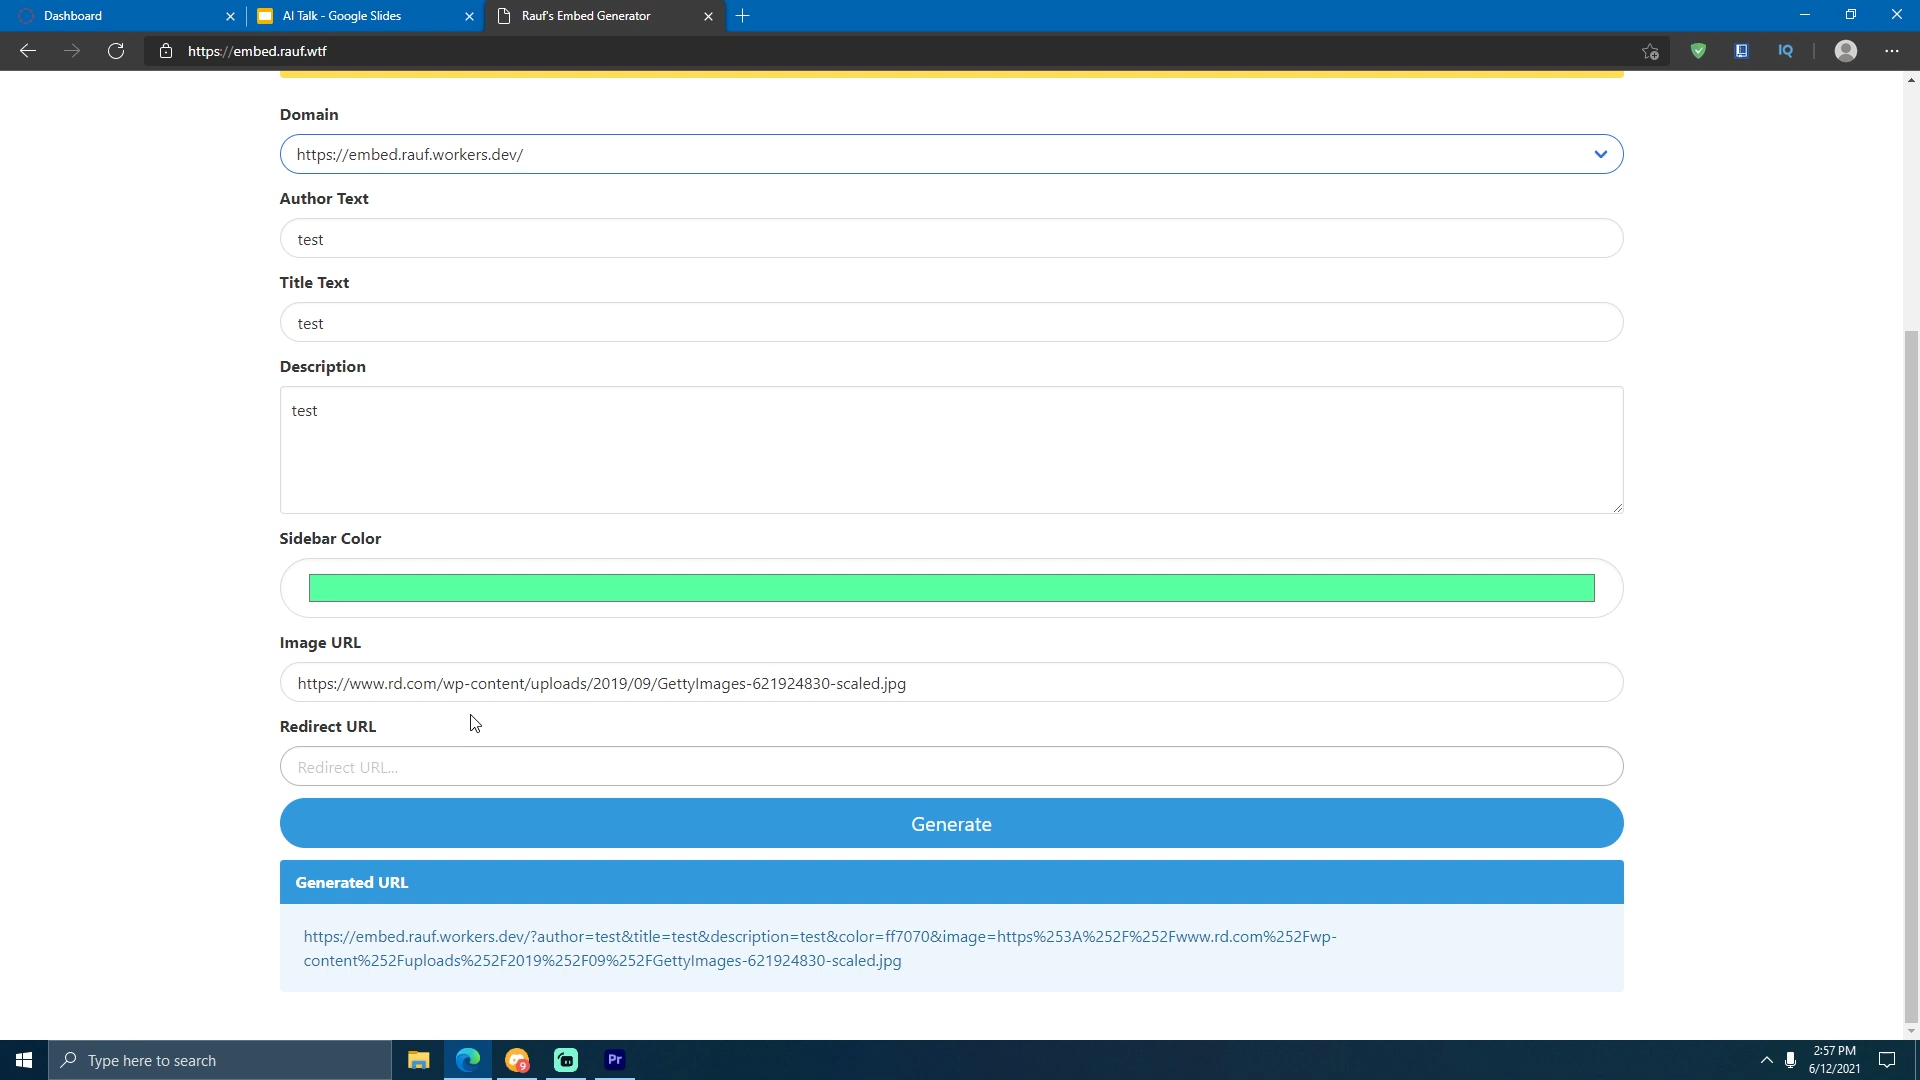 Dashboard
AI Talk - Google Slides
Rauf's Embed Generator
https://embed.rauf.wtf
IQ
Domain
https://embed.rauf.workers.dev/
Author Text
test
Title Text
test
Description
test
Sidebar Color
Image URL
https://www.rd.com/wp-content/uploads/2019/09/GettyImages-621924830-scaled.jpg
Redirect URL
Redirect URL...
Generate
Generated URL
https://embed.rauf.workers.dev/?author=test&title=test&description=test&color=ff7070&image=https%253A%252F%252Fwww.rd.com%252Fwp-
content%252Fuploads%252F2019%252F09%252FGettyImages-621924830-scaled.jpg
Type here to search
9
Pr
2:57 PM
6/12/2021